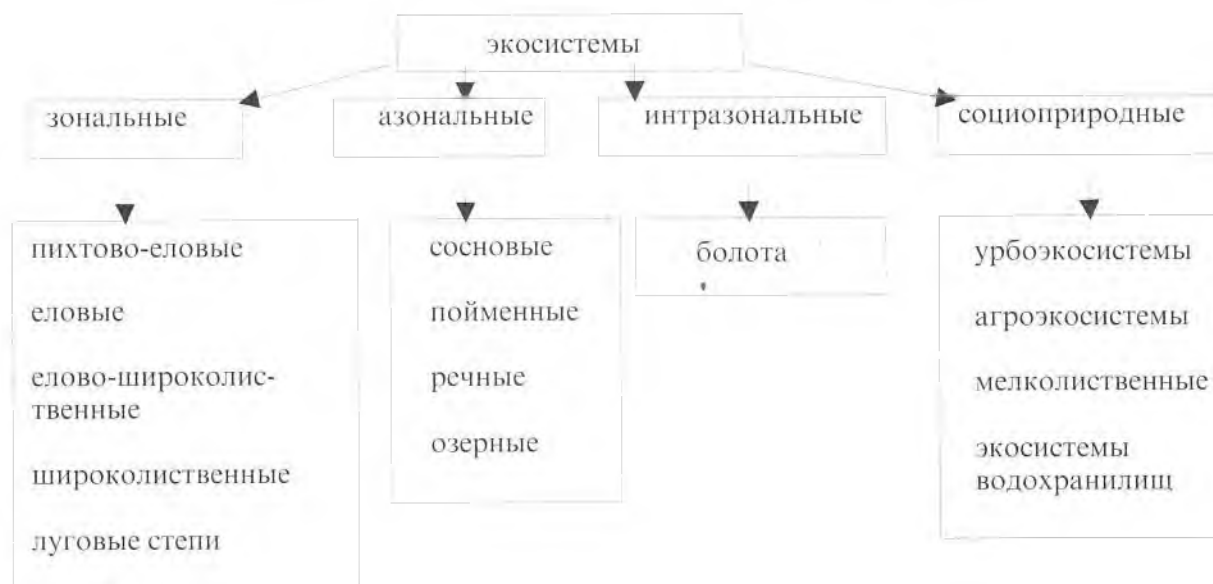 экосистемы
зональные
азональные
интразональные
социоприродные
пихтово-еловые
еловые
елово-широколис-
твенные
широколиственные
луговые степи
сосновые
пойменные
речные
озерные
болота
урбоэкосистемы
агроэкосистемы
мелколиственные
экосистемы
водохранилищ